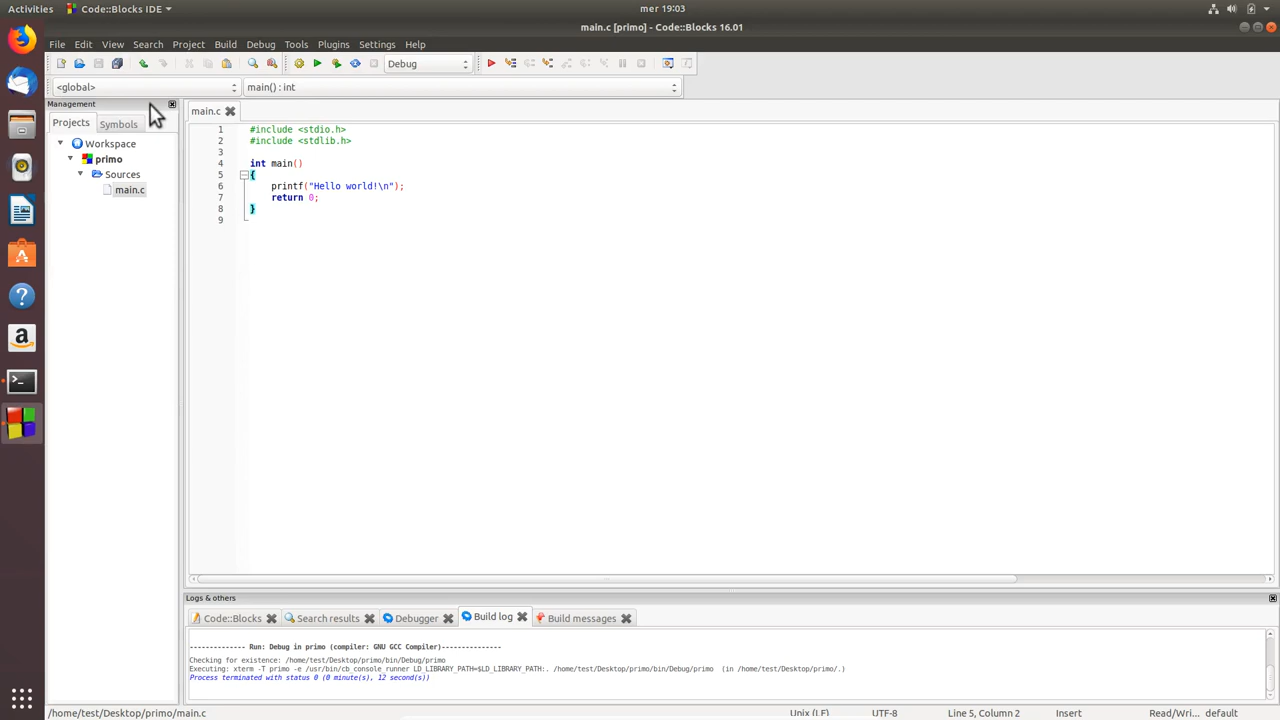 Activities Code::Blocks IDE mer 19:03
main.c [primo] - Code::Blocks 16.01
File Edit View Search Project Build Debug Tools Plugins Settings Help
Debug
<global> main() : int
Management
main.c
Projects Symbols
Workspace
primo
Sources
main.c
1 #include <stdio.h>
2 #include <stdlib.h>
3
4 int main()
5 {
6 printf("Hello world!\n");
7 return 0;
8 }
9
Logs & others
Code::Blocks Search results Debugger Build log Build messages
-------------- Run: Debug in primo (compiler: GNU GCC Compiler)---------------
Checking for existence: /home/test/Desktop/primo/bin/Debug/primo
Executing: xterm -T primo -e /usr/bin/cb_console_runner LD_LIBRARY_PATH=$LD_LIBRARY_PATH:. /home/test/Desktop/primo/bin/Debug/primo (in /home/test/Desktop/primo/.)
Process terminated with status 0 (0 minute(s), 12 second(s))
/home/test/Desktop/primo/main.c Unix (LF) UTF-8 Line 5, Column 2 Insert Read/Wri... default